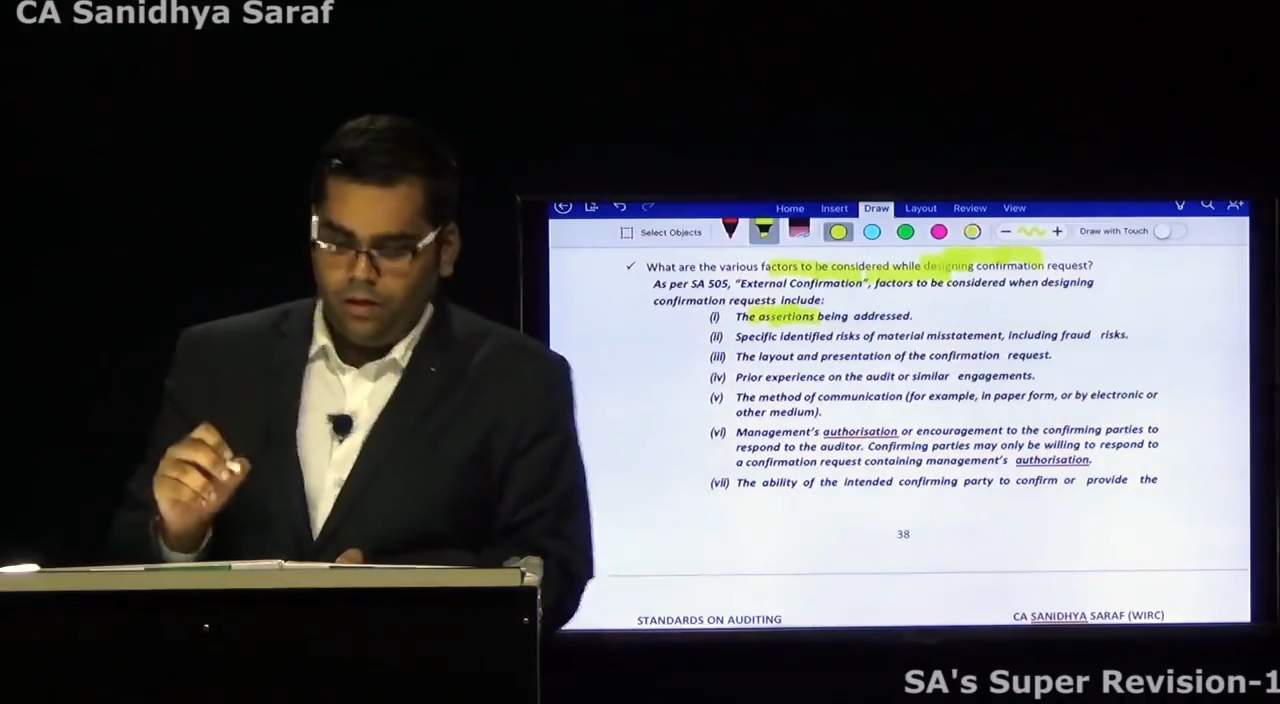 CA Sanidhya Saraf
Home Insert Draw Layout Review View
Select Objects
Draw with Touch
✓ What are the various factors to be considered while designing confirmation request?
As per SA 505, “External Confirmation”, factors to be considered when designing
confirmation requests include:
(i) The assertions being addressed.
(ii) Specific identified risks of material misstatement, including fraud risks.
(iii) The layout and presentation of the confirmation request.
(iv) Prior experience on the audit or similar engagements.
(v) The method of communication (for example, in paper form, or by electronic or
other medium).
(vi) Management’s authorisation or encouragement to the confirming parties to
respond to the auditor. Confirming parties may only be willing to respond to
a confirmation request containing management’s authorisation.
(vii) The ability of the intended confirming party to confirm or provide the
38
STANDARDS ON AUDITING
CA SANIDHYA SARAF (WIRC)
SA's Super Revision-1